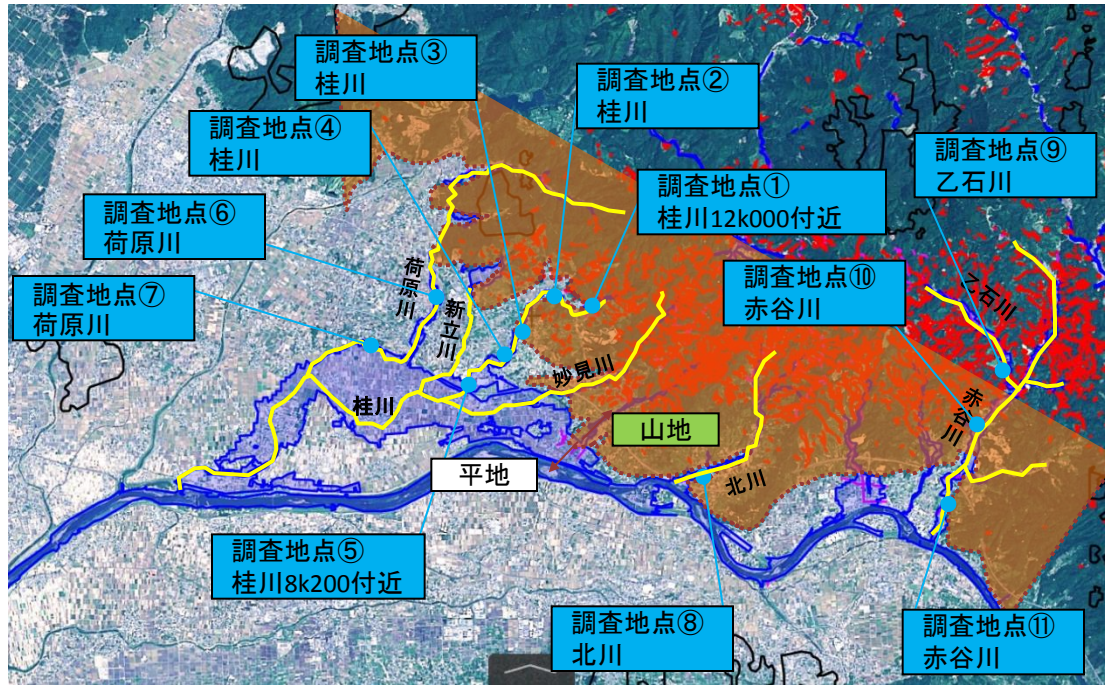 調査地点③
桂川
調査地点②
桂川
調査地点④
桂川
調査地点⑨
乙石川
調査地点①
桂川12k000付近
調査地点⑥
荷原川
調査地点⑩
赤谷川
調査地点⑦
荷原川
荷原川
新立川
乙石川
妙見川
桂川
赤谷川
山地
平地
北川
調査地点⑤
桂川8k200付近
調査地点⑧
北川
調査地点⑪
赤谷川